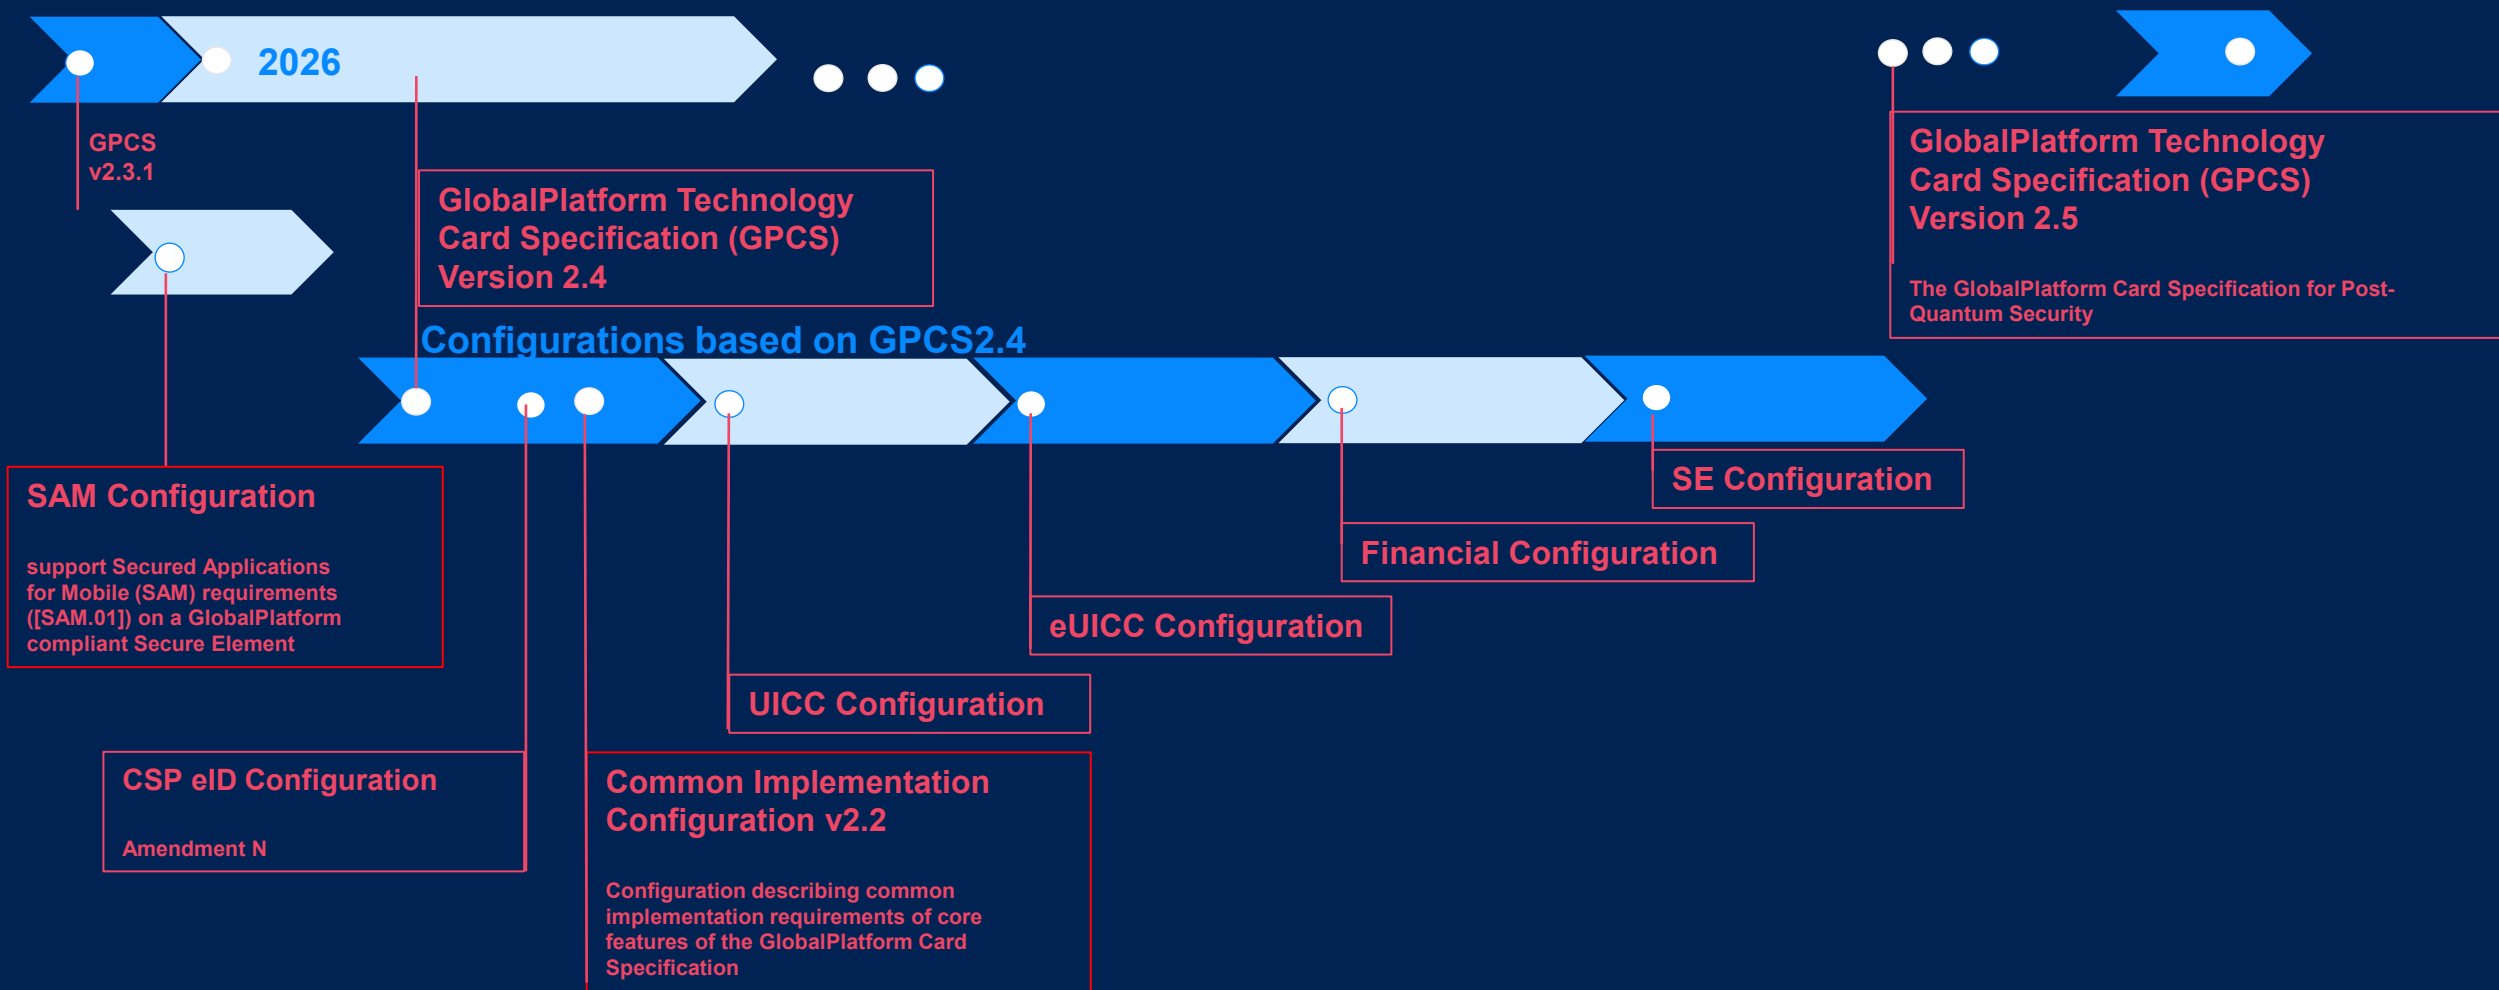 2026
GPCS
v2.3.1
GlobalPlatform Technology
Card Specification (GPCS)
Version 2.4
GlobalPlatform Technology
Card Specification (GPCS)
Version 2.5
The GlobalPlatform Card Specification for Post-
Quantum Security
Configurations based on GPCS2.4
SAM Configuration
support Secured Applications
for Mobile (SAM) requirements
([SAM.01]) on a GlobalPlatform
compliant Secure Element
SE Configuration
Financial Configuration
eUICC Configuration
UICC Configuration
CSP eID Configuration
Amendment N
Common Implementation
Configuration v2.2
Configuration describing common
implementation requirements of core
features of the GlobalPlatform Card
Specification